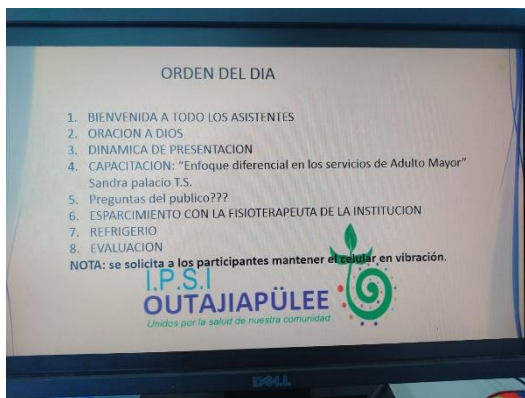 ORDEN DEL DIA
1. BIENVENIDA A TODO LOS ASISTENTES
2. ORACION A DIOS
3. DINAMICA DE PRESENTACION
4. CAPACITACION: “Enfoque diferencial en los servicios de Adulto Mayor”
Sandra palacio T.S.
5. Preguntas del publico???
6. ESPARCIMIENTO CON LA FISIOTERAPEUTA DE LA INSTITUCION
7. REFRIGERIO
8. EVALUACION
NOTA: se solicita a los participantes mantener el celular en vibración.
I.P.S.I
OUTAJIAPÜLEE
Unidos por la salud de nuestra comunidad
DELL